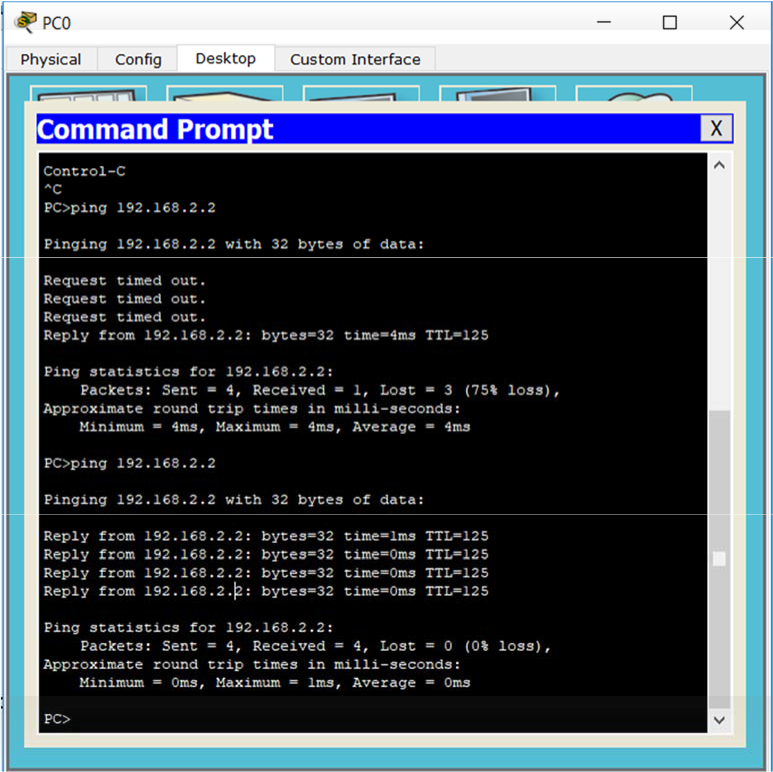 PC0
Physical Config Desktop Custom Interface
Command Prompt X
Control-C
^C
PC>ping 192.168.2.2
Pinging 192.168.2.2 with 32 bytes of data:
Request timed out.
Request timed out.
Request timed out.
Reply from 192.168.2.2: bytes=32 time=4ms TTL=125
Ping statistics for 192.168.2.2:
Packets: Sent = 4, Received = 1, Lost = 3 (75% loss),
Approximate round trip times in milli-seconds:
Minimum = 4ms, Maximum = 4ms, Average = 4ms
PC>ping 192.168.2.2
Pinging 192.168.2.2 with 32 bytes of data:
Reply from 192.168.2.2: bytes=32 time=1ms TTL=125
Reply from 192.168.2.2: bytes=32 time=0ms TTL=125
Reply from 192.168.2.2: bytes=32 time=0ms TTL=125
Reply from 192.168.2.2: bytes=32 time=0ms TTL=125
Ping statistics for 192.168.2.2:
Packets: Sent = 4, Received = 4, Lost = 0 (0% loss),
Approximate round trip times in milli-seconds:
Minimum = 0ms, Maximum = 1ms, Average = 0ms
PC>